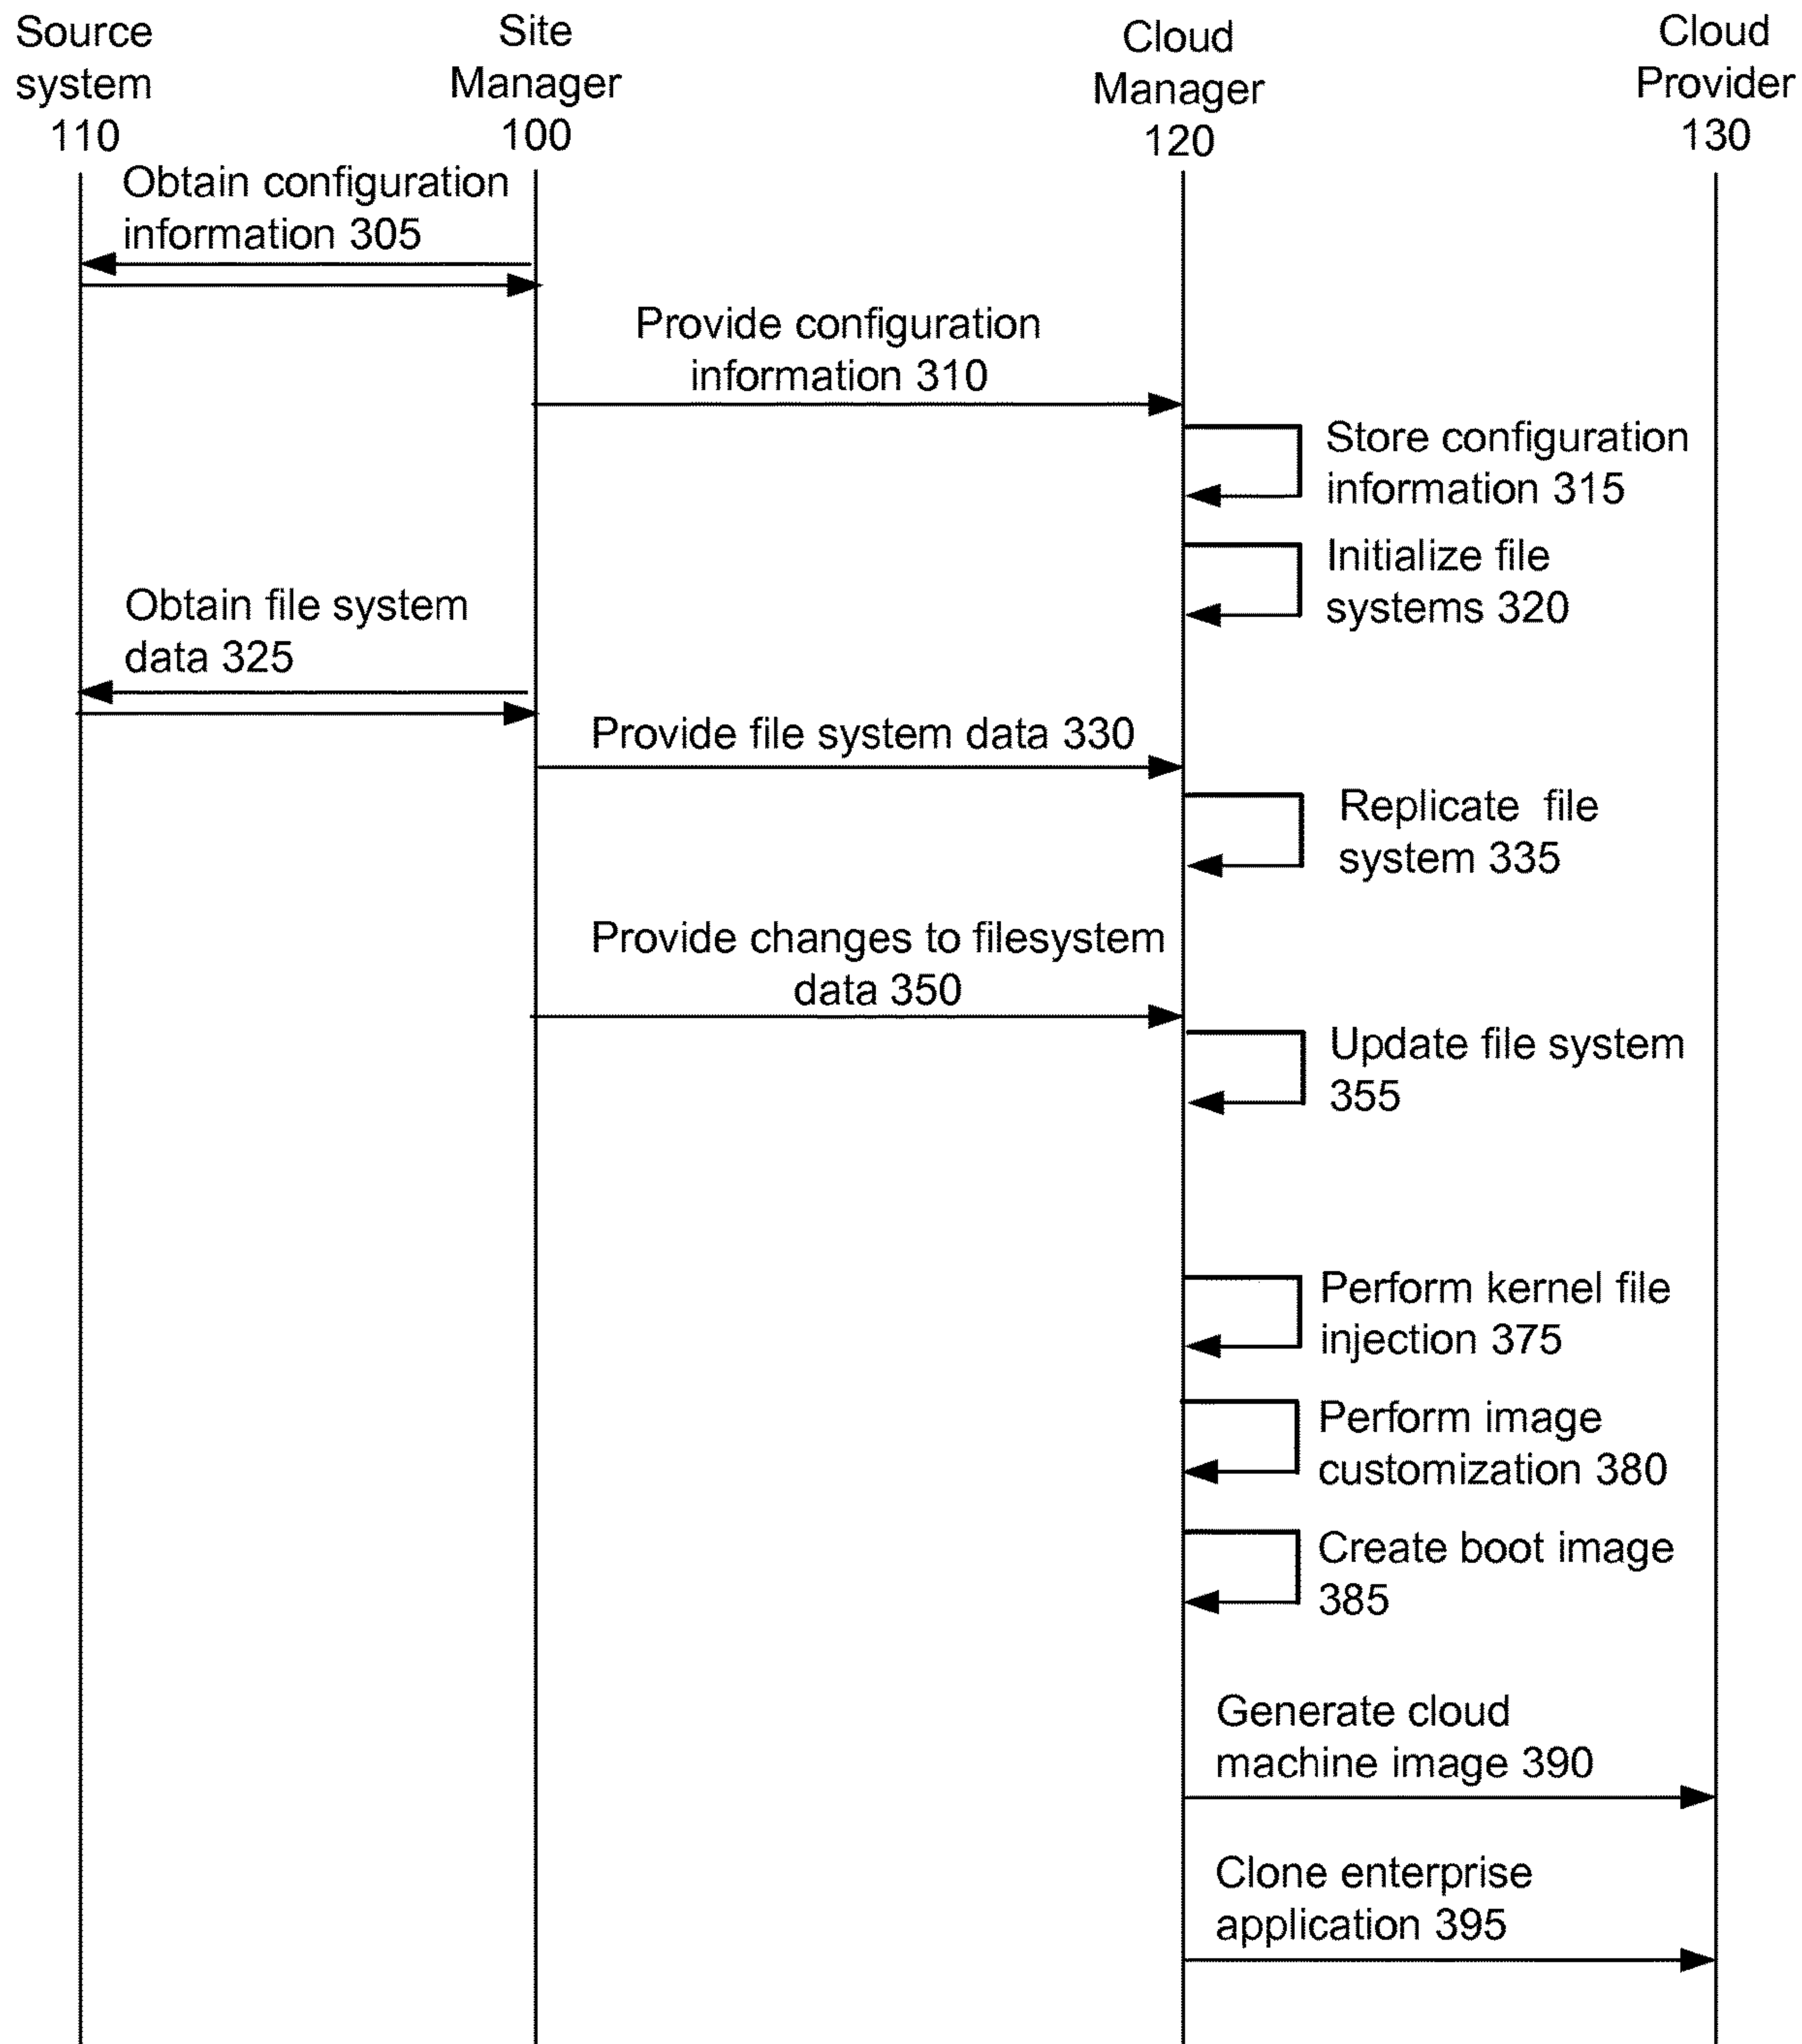 Source
system
110
Site
Manager
100
Cloud
Manager
120
Cloud
Provider
130
Obtain configuration
information 305
Provide configuration
information 310
Store configuration
information 315
Initialize file
systems 320
Obtain file system
data 325
Provide file system data 330
Replicate file
system 335
Provide changes to filesystem
data 350
Update file system
355
Perform kernel file
injection 375
Perform image
customization 380
Create boot image
385
Generate cloud
machine image 390
Clone enterprise
application 395